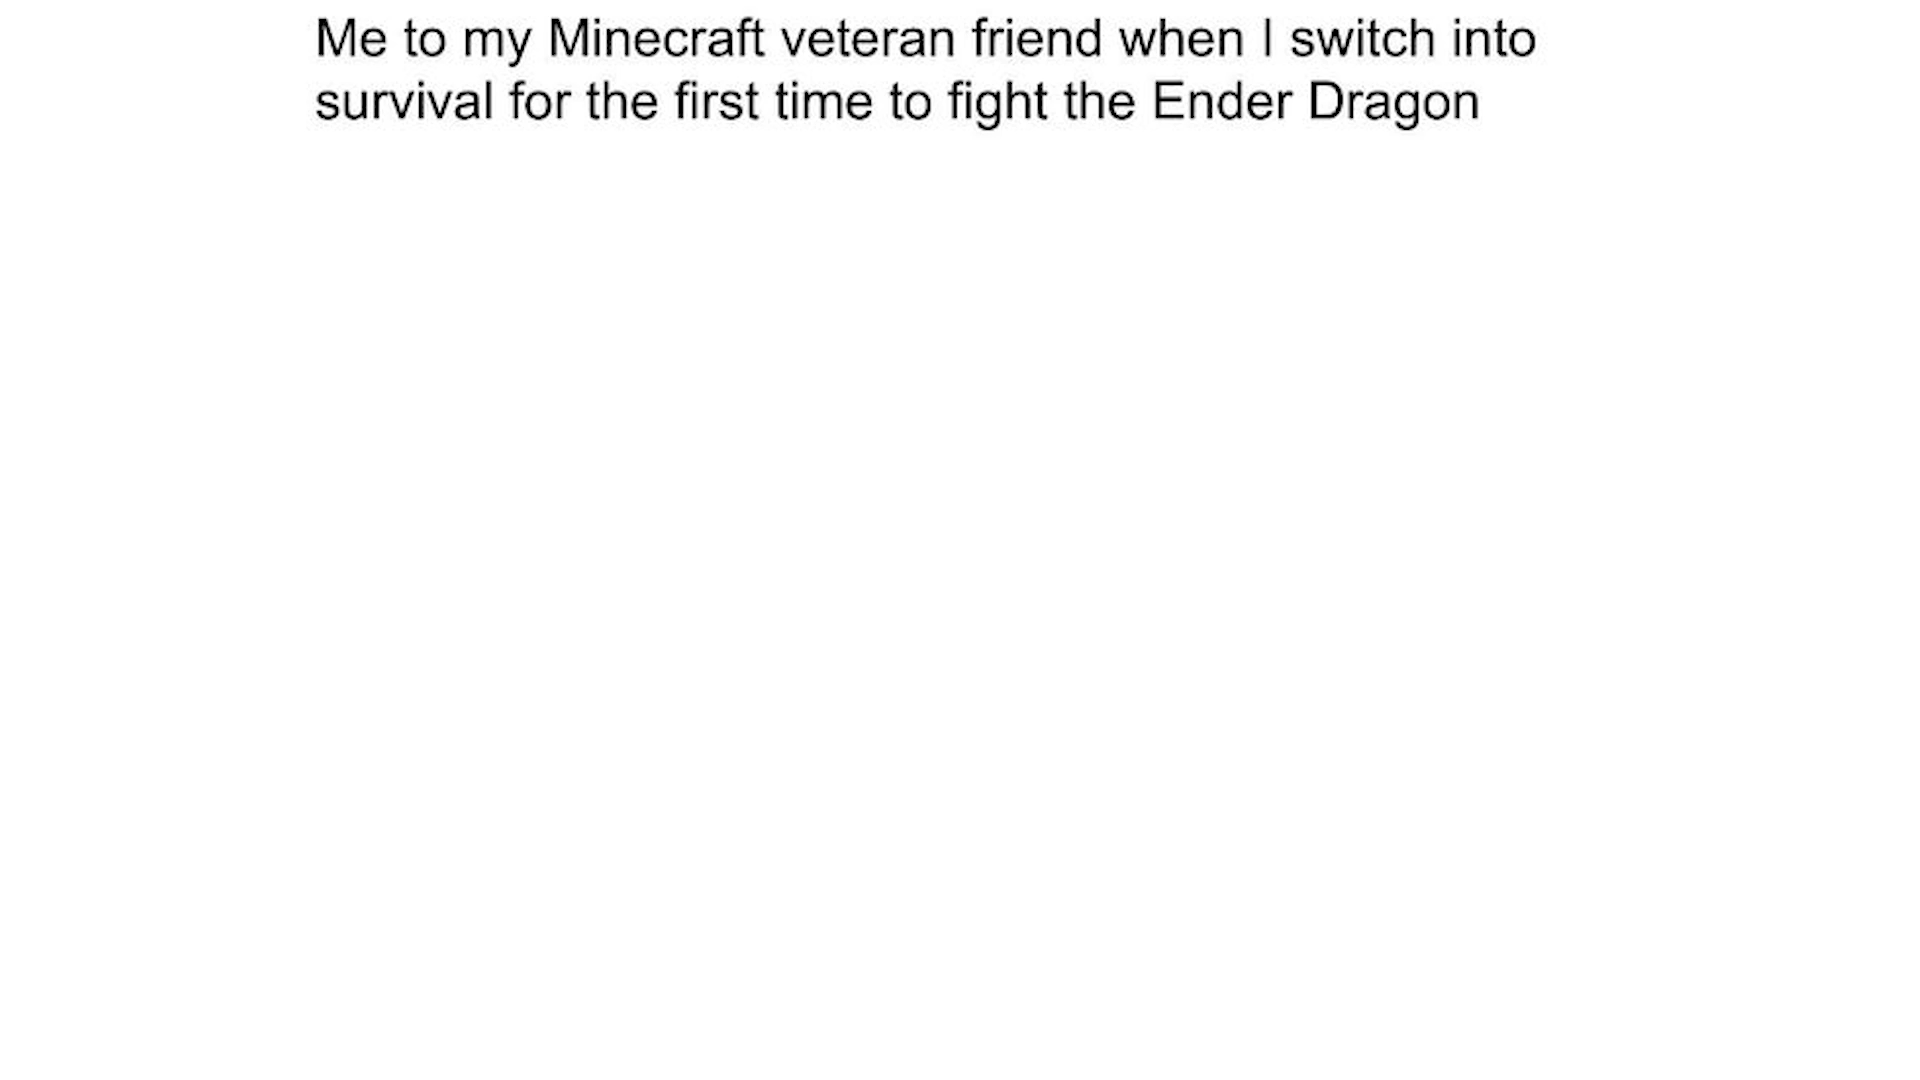 Me to my Minecraft veteran friend when I switch into
survival for the first time to fight the Ender Dragon